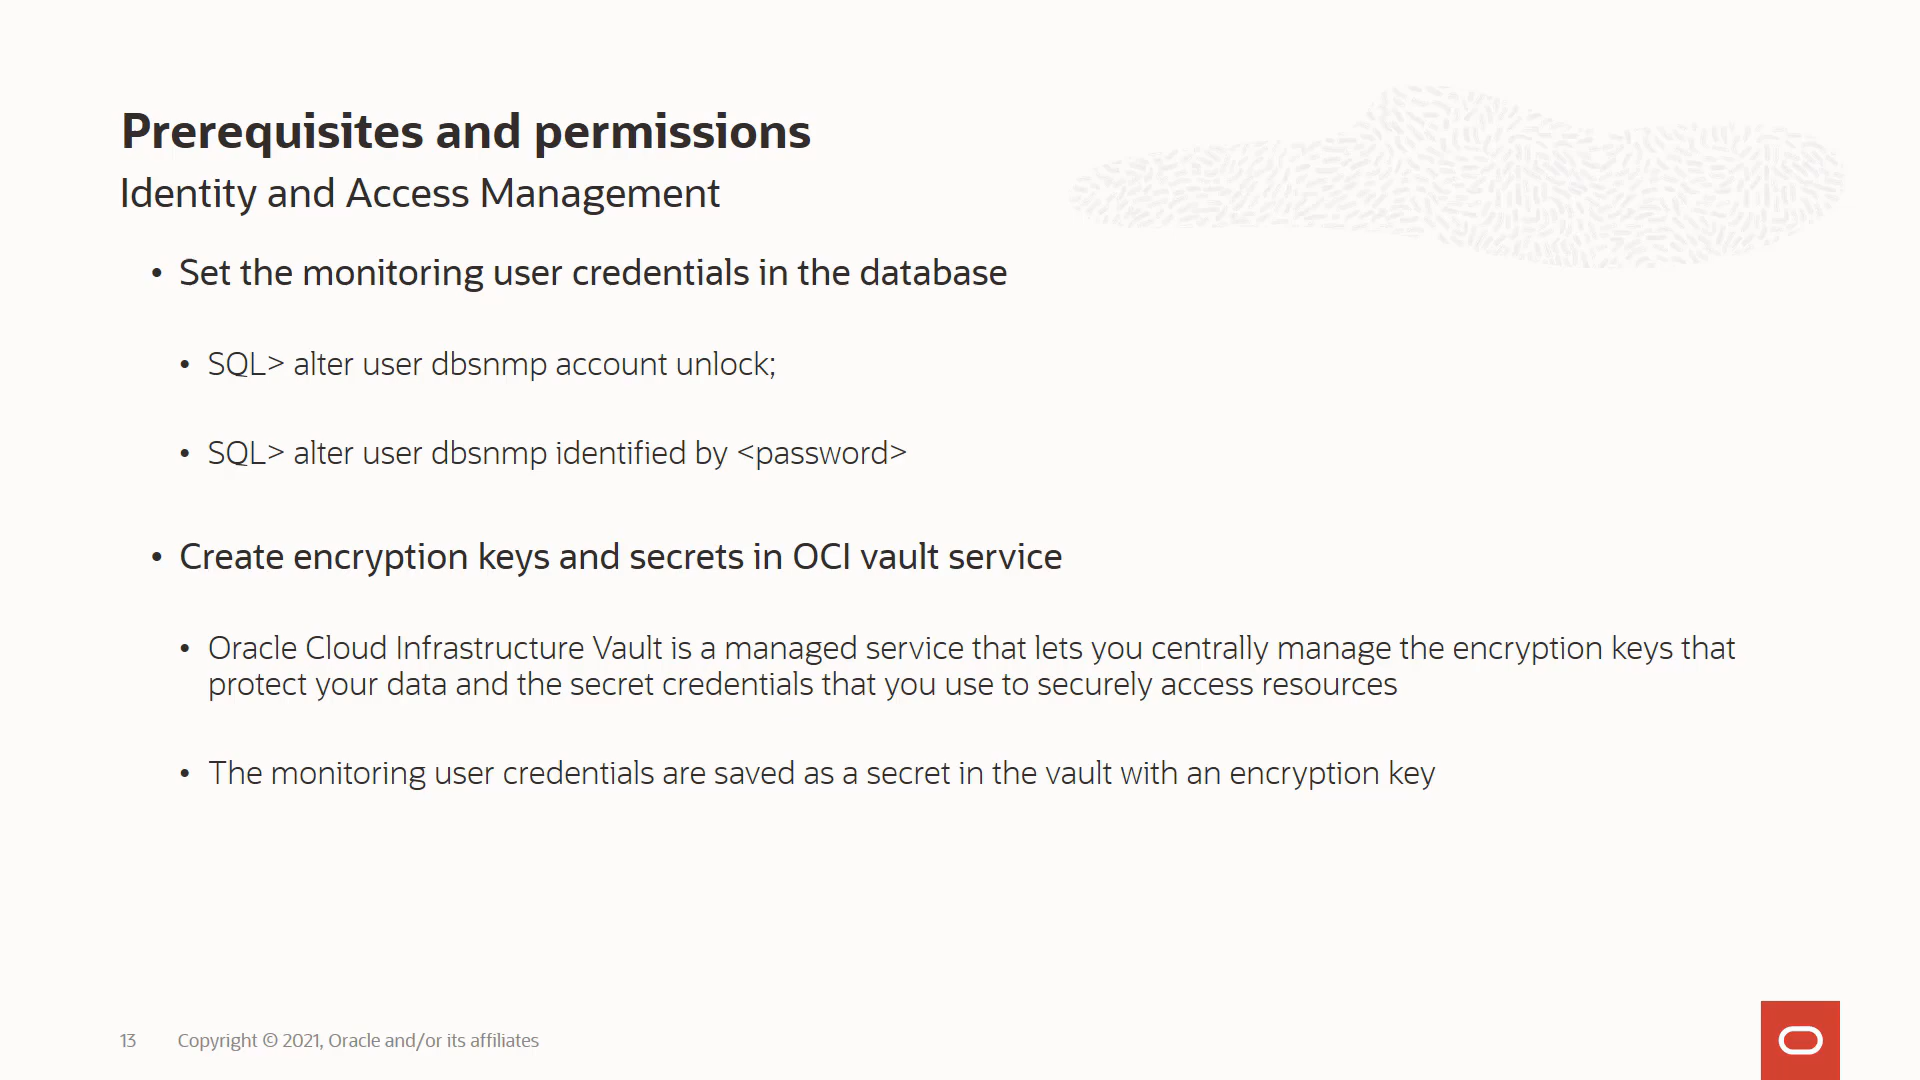 Prerequisites and permissions
Identity and Access Management
• Set the monitoring user credentials in the database
• SQL> alter user dbsnmp account unlock;
• SQL> alter user dbsnmp identified by <password>
• Create encryption keys and secrets in OCI vault service
• Oracle Cloud Infrastructure Vault is a managed service that lets you centrally manage the encryption keys that
protect your data and the secret credentials that you use to securely access resources
• The monitoring user credentials are saved as a secret in the vault with an encryption key
13 Copyright © 2021, Oracle and/or its affiliates